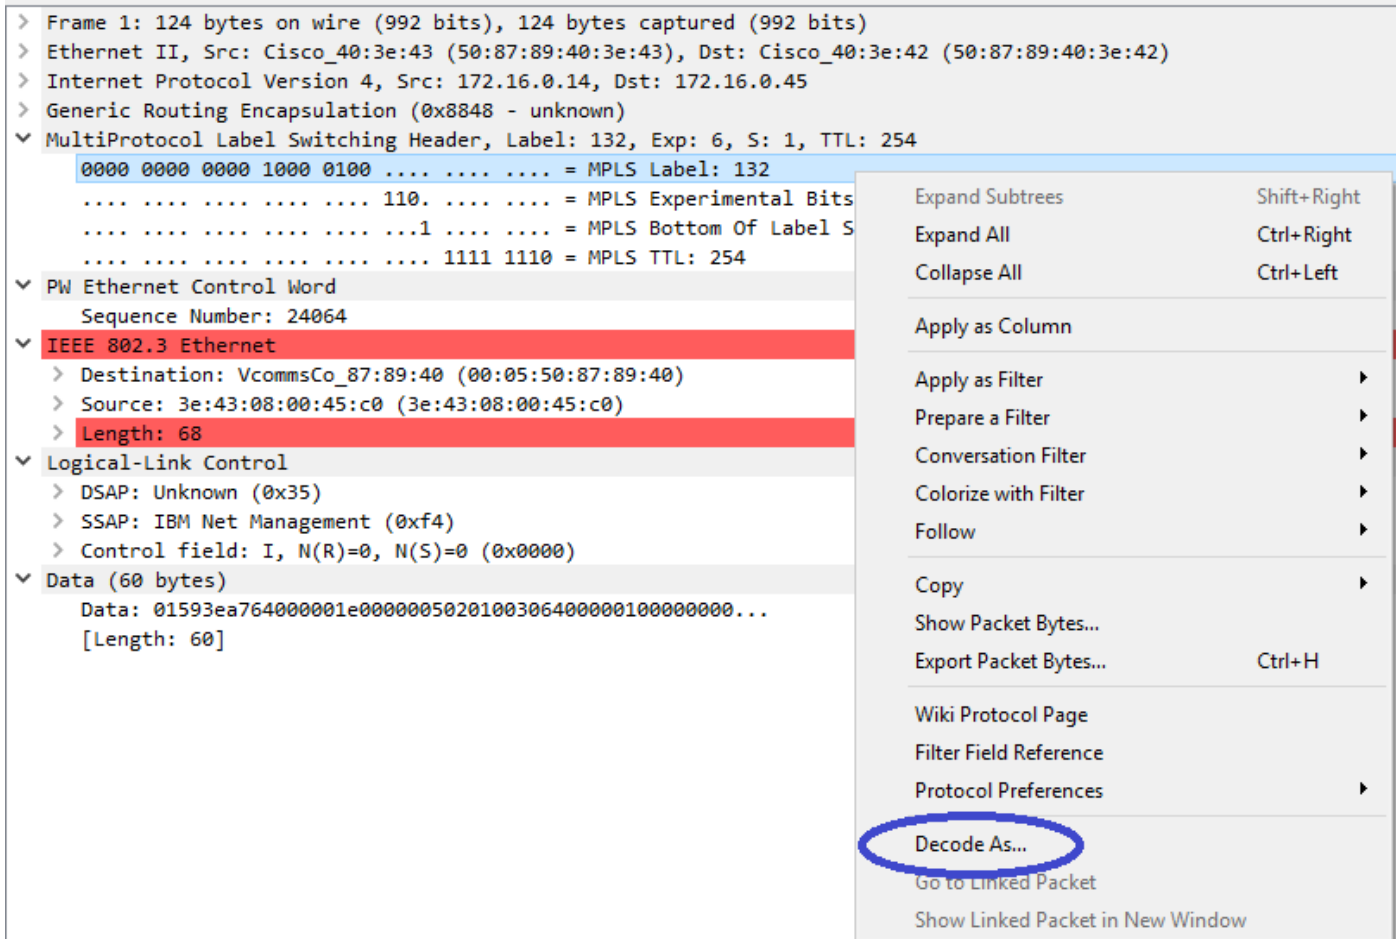 Frame 1: 124 bytes on wire (992 bits), 124 bytes captured (992 bits)
Ethernet II, Src: Cisco_40:3e:43 (50:87:89:40:3e:43), Dst: Cisco_40:3e:42 (50:87:89:40:3e:42)
Internet Protocol Version 4, Src: 172.16.0.14, Dst: 172.16.0.45
Generic Routing Encapsulation (0x8848 - unknown)
MultiProtocol Label Switching Header, Label: 132, Exp: 6, S: 1, TTL: 254
0000 0000 0000 1000 0100 .... .... .... = MPLS Label: 132
.... .... .... .... .... 110. .... .... = MPLS Experimental Bits
.... .... .... .... .... ...1 .... .... = MPLS Bottom Of Label S
.... .... .... .... .... .... 1111 1110 = MPLS TTL: 254
PW Ethernet Control Word
Sequence Number: 24064
IEEE 802.3 Ethernet
Destination: VcommsCo_87:89:40 (00:05:50:87:89:40)
Source: 3e:43:08:00:45:c0 (3e:43:08:00:45:c0)
Length: 68
Logical-Link Control
DSAP: Unknown (0x35)
SSAP: IBM Net Management (0xf4)
Control field: I, N(R)=0, N(S)=0 (0x0000)
Data (60 bytes)
Data: 01593ea764000001e00000050201003064000001000000000...
[Length: 60]
Expand Subtrees Shift+Right
Expand All Ctrl+Right
Collapse All Ctrl+Left
Apply as Column
Apply as Filter
Prepare a Filter
Conversation Filter
Colorize with Filter
Follow
Copy
Show Packet Bytes...
Export Packet Bytes... Ctrl+H
Wiki Protocol Page
Filter Field Reference
Protocol Preferences
Decode As...
Go to Linked Packet
Show Linked Packet in New Window